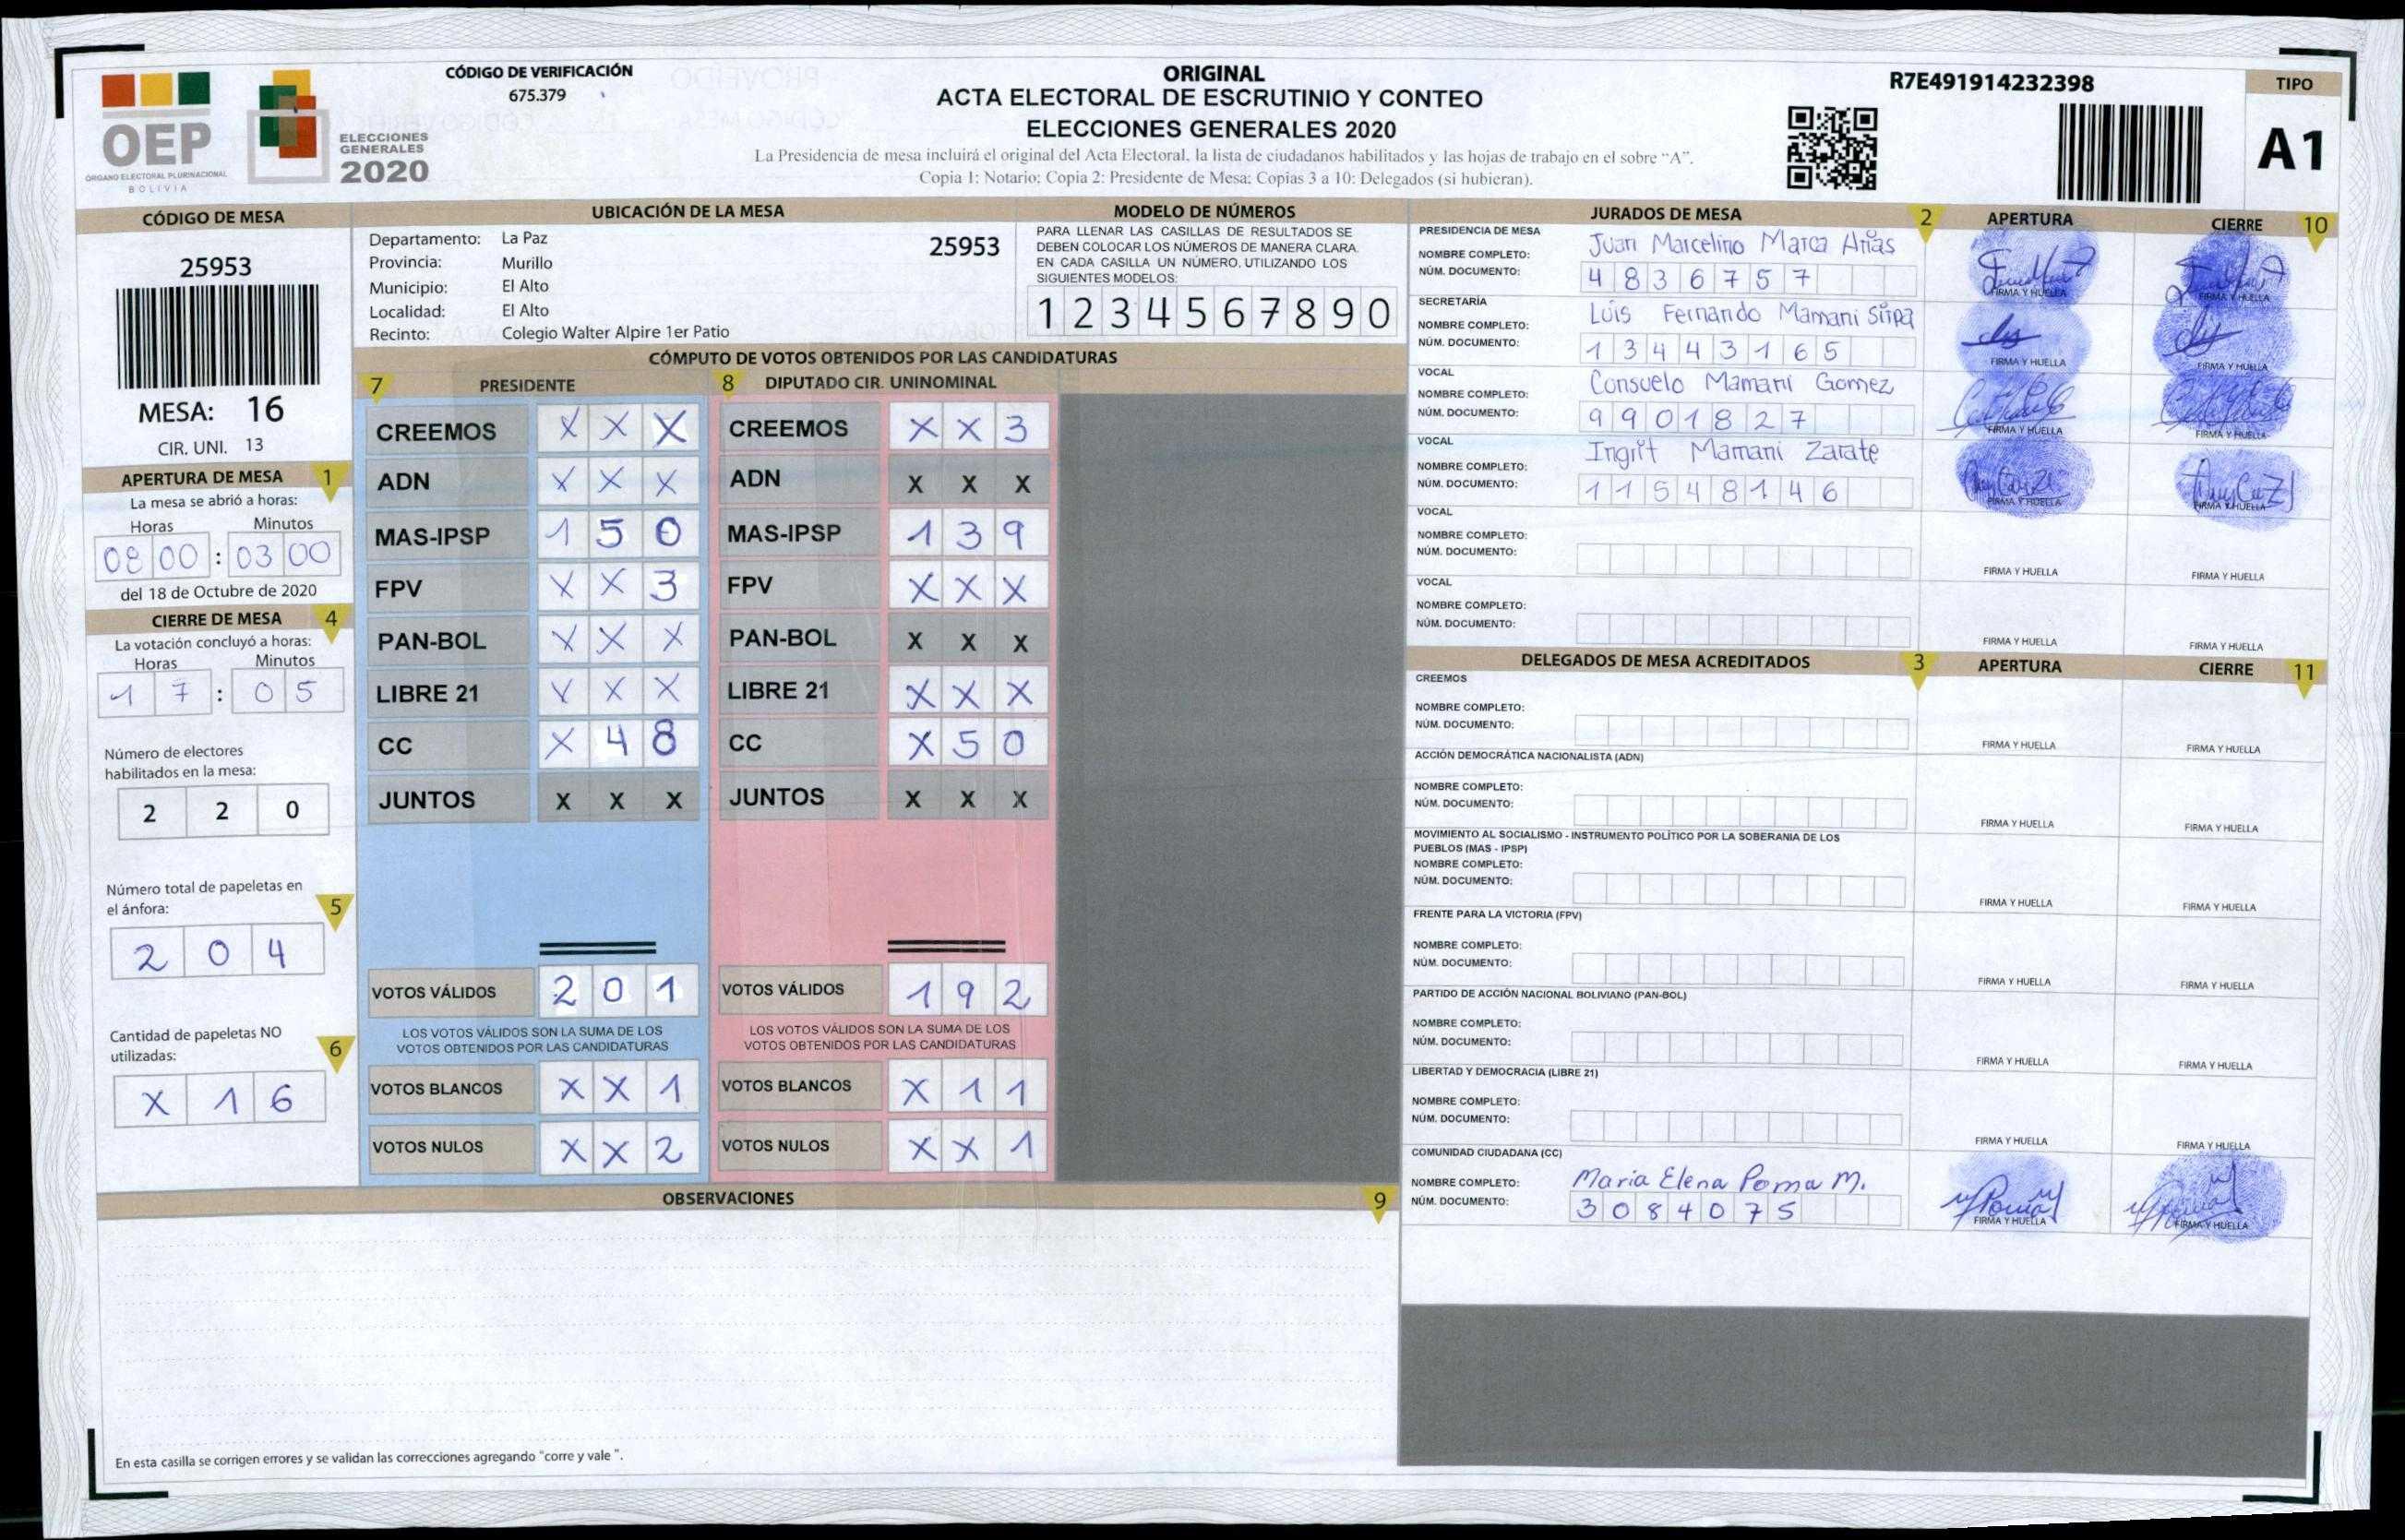 CÓDIGO DE VERIFICACIÓN
675.379
ORIGINAL
ACTA ELECTORAL DE ESCRUTINIO Y CONTEO
ELECCIONES GENERALES 2020
La Presidencia de mesa incluirá el original del Acta Electoral, la lista de ciudadanos habilitados y las hojas de trabajo en el sobre "A".
Copia 1: Notario; Copia 2: Presidente de Mesa; Copias 3 a 10: Delegados (si hubieran).
R7E491914232398
TIPO
A1
OEP
ÓRGANO ELECTORAL PLURINACIONAL
BOLIVIA
ELECCIONES
GENERALES
2020
CÓDIGO DE MESA
25953
MESA: 16
CIR. UNI. 13
APERTURA DE MESA 1
La mesa se abrió a horas:
Horas Minutos
08 00 : 03 00
del 18 de Octubre de 2020
CIERRE DE MESA 4
La votación concluyó a horas:
Horas Minutos
1 7 : 0 5
Número de electores
habilitados en la mesa:
2 2 0
Número total de papeletas en
el ánfora: 5
2 0 4
Cantidad de papeletas NO
utilizadas: 6
X 1 6
UBICACIÓN DE LA MESA
Departamento: La Paz 25953
Provincia: Murillo
Municipio: El Alto
Localidad: El Alto
Recinto: Colegio Walter Alpire 1er Patio
MODELO DE NÚMEROS
PARA LLENAR LAS CASILLAS DE RESULTADOS SE
DEBEN COLOCAR LOS NÚMEROS DE MANERA CLARA.
EN CADA CASILLA UN NÚMERO. UTILIZANDO LOS
SIGUIENTES MODELOS:
1 2 3 4 5 6 7 8 9 0
CÓMPUTO DE VOTOS OBTENIDOS POR LAS CANDIDATURAS
7 PRESIDENTE
CREEMOS X X X
ADN X X X
MAS-IPSP 1 5 0
FPV X X 3
PAN-BOL X X X
LIBRE 21 X X X
CC X 4 8
JUNTOS X X X
VOTOS VÁLIDOS 2 0 1
LOS VOTOS VÁLIDOS SON LA SUMA DE LOS
VOTOS OBTENIDOS POR LAS CANDIDATURAS
VOTOS BLANCOS X X 1
VOTOS NULOS X X 2
8 DIPUTADO CIR. UNINOMINAL
CREEMOS X X 3
ADN X X X
MAS-IPSP 1 3 9
FPV X X X
PAN-BOL X X X
LIBRE 21 X X X
CC X 5 0
JUNTOS X X X
VOTOS VÁLIDOS 1 9 2
LOS VOTOS VÁLIDOS SON LA SUMA DE LOS
VOTOS OBTENIDOS POR LAS CANDIDATURAS
VOTOS BLANCOS X 1 1
VOTOS NULOS X X 1
OBSERVACIONES 9
En esta casilla se corrigen errores y se validan las correcciones agregando "corre y vale ".
JURADOS DE MESA 2 APERTURA CIERRE 10
PRESIDENCIA DE MESA
NOMBRE COMPLETO: Juan Marcelino Marca Arias
NÚM. DOCUMENTO: 4 8 3 6 7 5 7
FIRMA Y HUELLA FIRMA Y HUELLA
SECRETARÍA
NOMBRE COMPLETO: Luis Fernando Mamani Siñpa
NÚM. DOCUMENTO: 1 3 4 4 3 1 6 5
FIRMA Y HUELLA FIRMA Y HUELLA
VOCAL
NOMBRE COMPLETO: Consuelo Mamani Gomez
NÚM. DOCUMENTO: 9 9 0 1 8 2 7
FIRMA Y HUELLA FIRMA Y HUELLA
VOCAL
NOMBRE COMPLETO: Ingrit Mamani Zarate
NÚM. DOCUMENTO: 1 1 5 4 8 1 4 6
FIRMA Y HUELLA FIRMA Y HUELLA
VOCAL
NOMBRE COMPLETO:
NÚM. DOCUMENTO:
FIRMA Y HUELLA FIRMA Y HUELLA
VOCAL
NOMBRE COMPLETO:
NÚM. DOCUMENTO:
FIRMA Y HUELLA FIRMA Y HUELLA
DELEGADOS DE MESA ACREDITADOS 3 APERTURA CIERRE 11
CREEMOS
NOMBRE COMPLETO:
NÚM. DOCUMENTO:
FIRMA Y HUELLA FIRMA Y HUELLA
ACCIÓN DEMOCRÁTICA NACIONALISTA (ADN)
NOMBRE COMPLETO:
NÚM. DOCUMENTO:
FIRMA Y HUELLA FIRMA Y HUELLA
MOVIMIENTO AL SOCIALISMO - INSTRUMENTO POLÍTICO POR LA SOBERANIA DE LOS
PUEBLOS (MAS - IPSP)
NOMBRE COMPLETO:
NÚM. DOCUMENTO:
FIRMA Y HUELLA FIRMA Y HUELLA
FRENTE PARA LA VICTORIA (FPV)
NOMBRE COMPLETO:
NÚM. DOCUMENTO:
FIRMA Y HUELLA FIRMA Y HUELLA
PARTIDO DE ACCIÓN NACIONAL BOLIVIANO (PAN-BOL)
NOMBRE COMPLETO:
NÚM. DOCUMENTO:
FIRMA Y HUELLA FIRMA Y HUELLA
LIBERTAD Y DEMOCRACIA (LIBRE 21)
NOMBRE COMPLETO:
NÚM. DOCUMENTO:
FIRMA Y HUELLA FIRMA Y HUELLA
COMUNIDAD CIUDADANA (CC)
NOMBRE COMPLETO: Maria Elena Poma M.
NÚM. DOCUMENTO: 3 0 8 4 0 7 5
FIRMA Y HUELLA FIRMA Y HUELLA